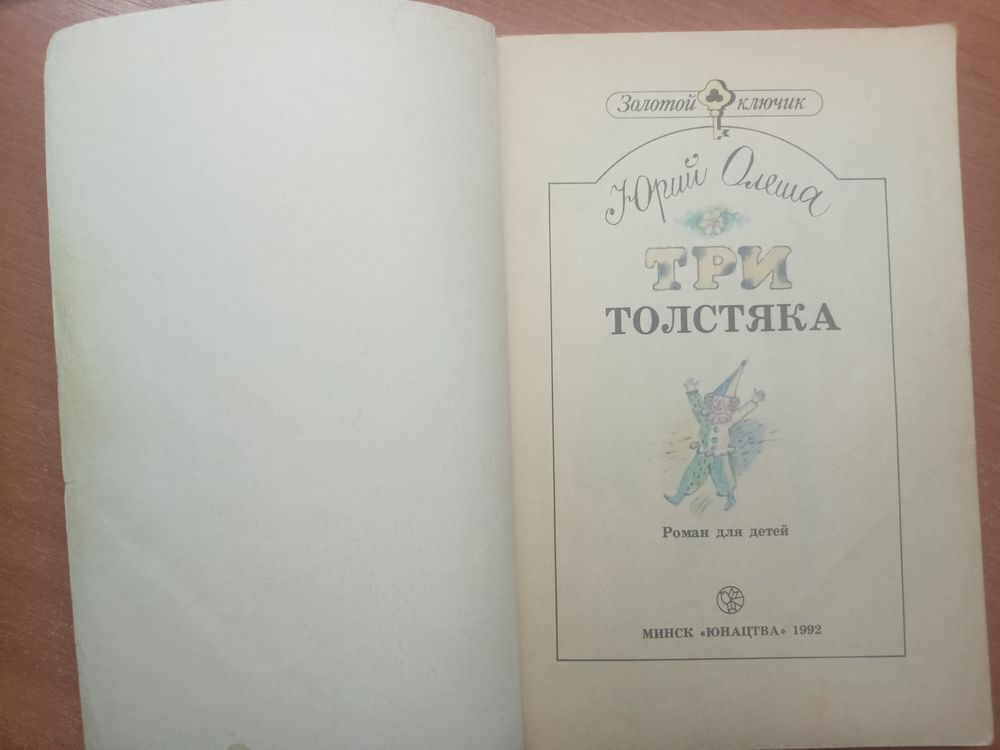 Золотой ключик
Юрий Олеша
ТРИ
ТОЛСТЯКА
Роман для детей
МИНСК «ЮНАЦТВА» 1992